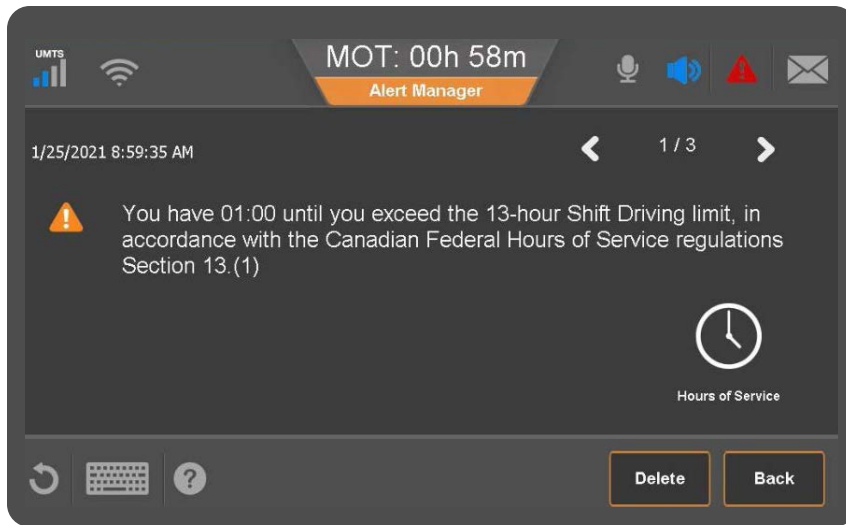 UMTS
MOT: 00h 58m
Alert Manager
1/25/2021 8:59:35 AM
1 / 3
You have 01:00 until you exceed the 13-hour Shift Driving limit, in
accordance with the Canadian Federal Hours of Service regulations
Section 13.(1)
Hours of Service
?
Delete
Back